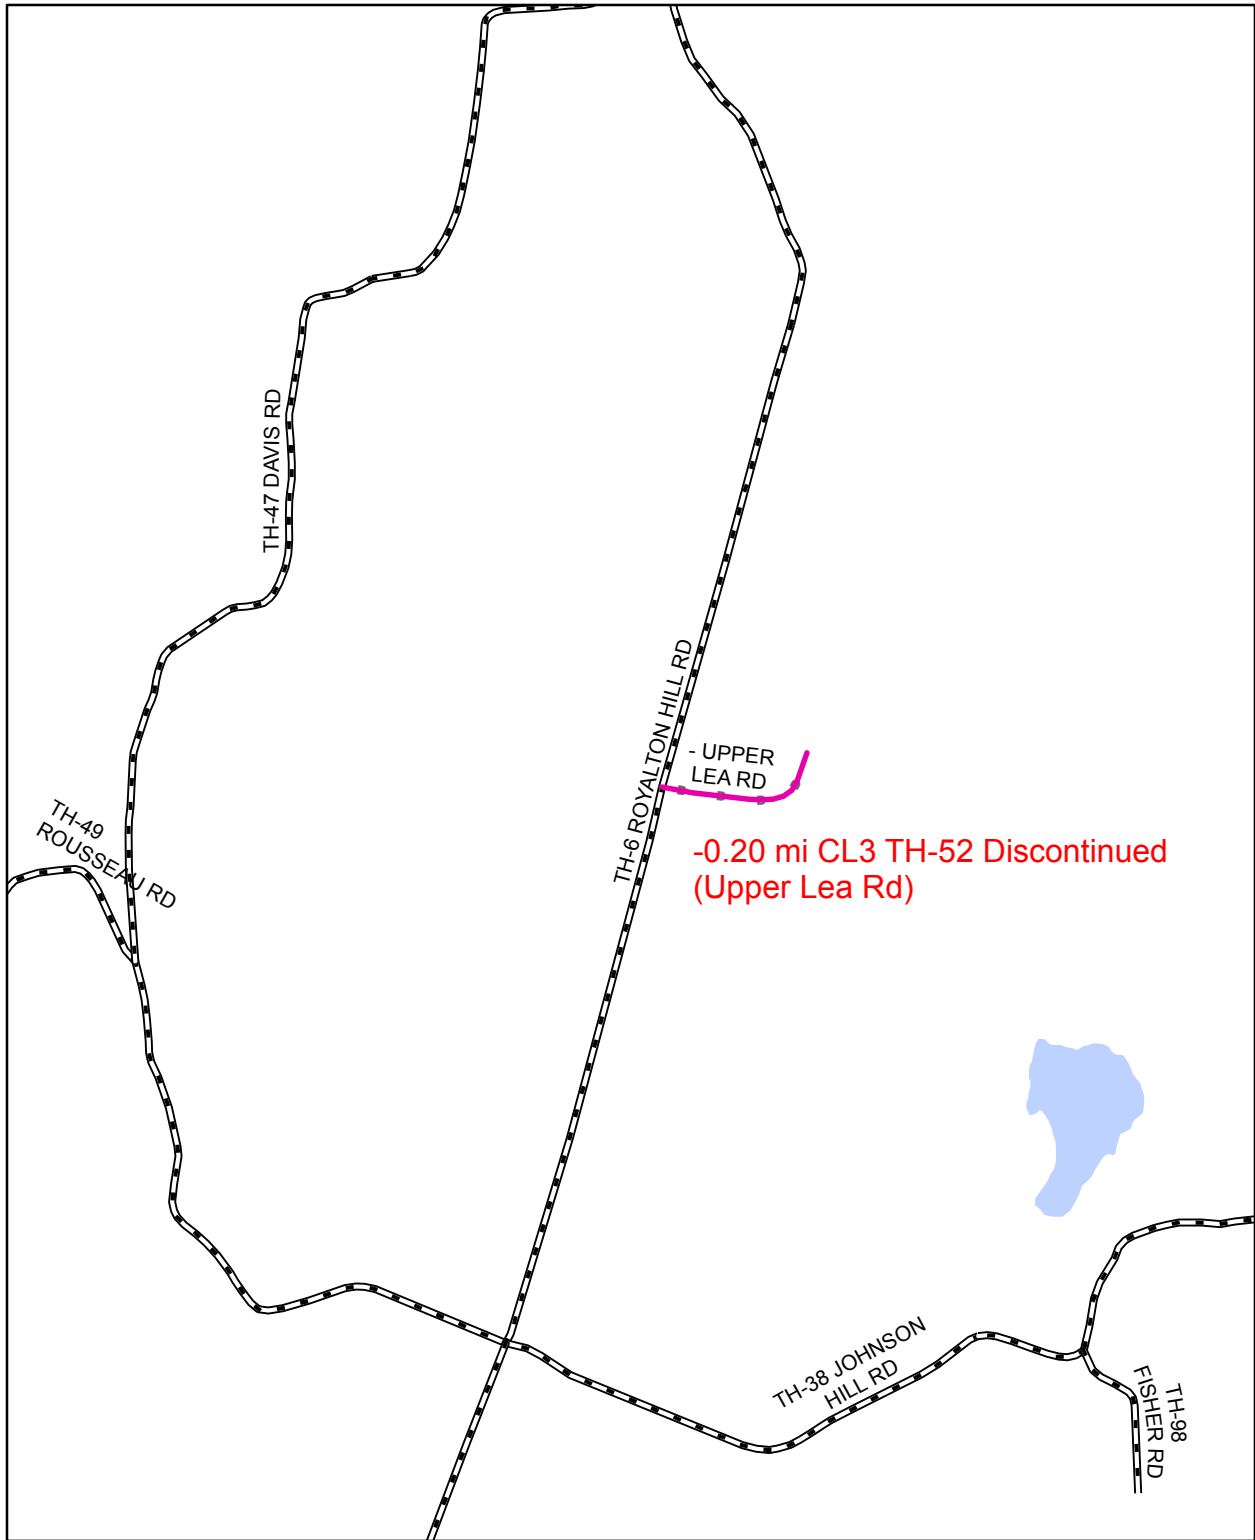 TH-47 DAVIS RD
TH-6 ROYALTON HILL RD
- UPPER
LEA RD
TH-49
ROUSSEAU RD
-0.20 mi CL3 TH-52 Discontinued
(Upper Lea Rd)
TH-38 JOHNSON
HILL RD
TH-98
FISHER RD